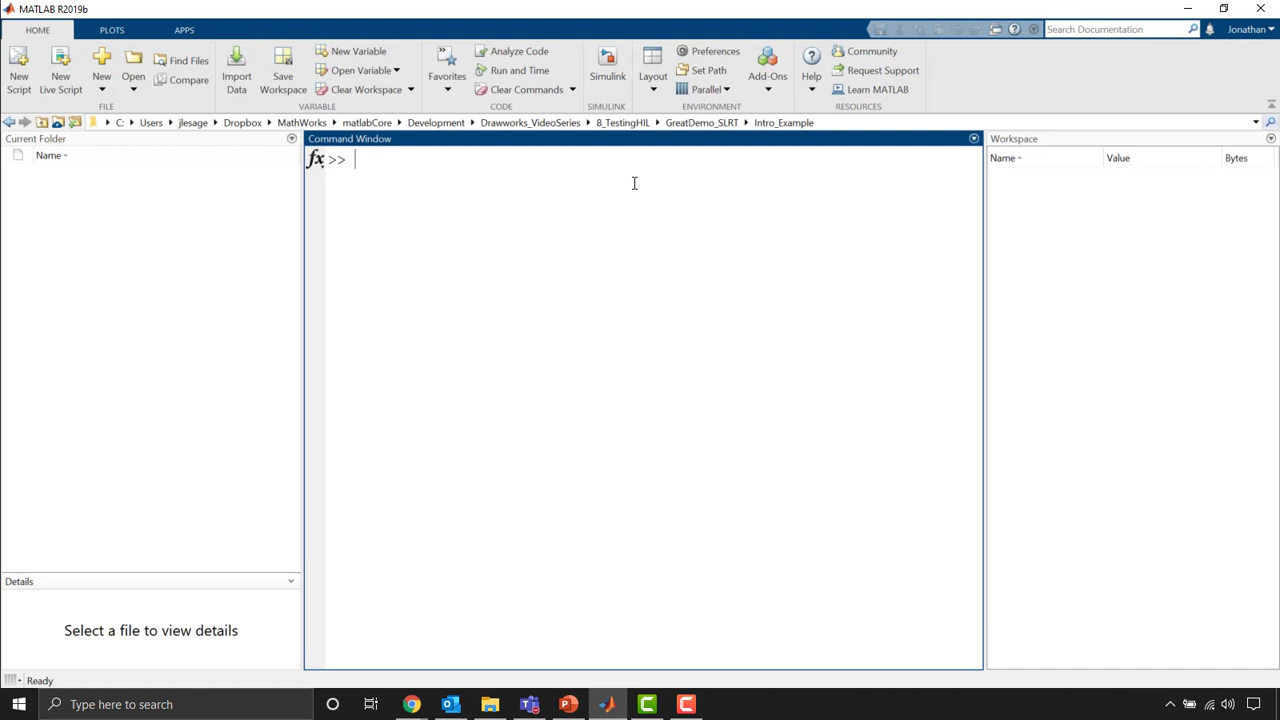 MATLAB R2019b
HOME
PLOTS
APPS
Search Documentation
Jonathan
New Script
New Live Script
New
Open
Find Files
Compare
FILE
Import Data
Save Workspace
New Variable
Open Variable
Clear Workspace
VARIABLE
Favorites
Analyze Code
Run and Time
Clear Commands
CODE
Simulink
SIMULINK
Layout
Preferences
Set Path
Parallel
Add-Ons
ENVIRONMENT
Help
Community
Request Support
Learn MATLAB
RESOURCES
C: Users jlesage Dropbox MathWorks matlabCore Development Drawworks_VideoSeries 8_TestingHIL GreatDemo_SLRT Intro_Example
Current Folder
Name
Command Window
fx >>
Workspace
Name Value Bytes
Details
Select a file to view details
Ready
Type here to search